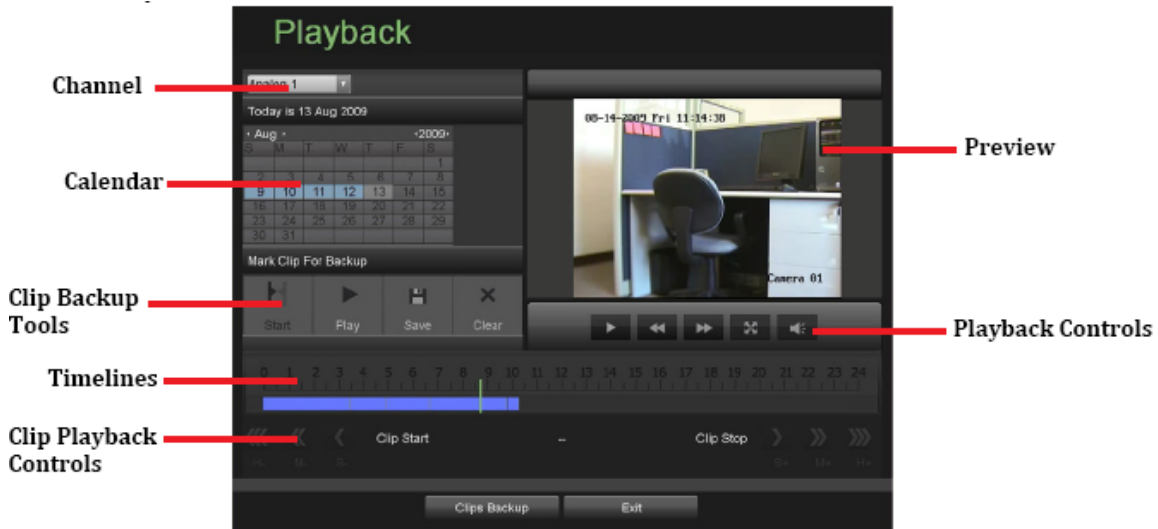 Playback
Channel
Analog 1
Today is 13 Aug 2009
‹ Aug › ‹2009›
S M T W T F S
1
2 3 4 5 6 7 8
9 10 11 12 13 14 15
16 17 18 19 20 21 22
23 24 25 26 27 28 29
30 31
Calendar
08-14-2009 Fri 11:14:38
Camera 01
Preview
Mark Clip For Backup
Clip Backup
Tools
Start Play Save Clear
Playback Controls
Timelines
0 1 2 3 4 5 6 7 8 9 10 11 12 13 14 15 16 17 18 19 20 21 22 23 24
Clip Playback
Controls
Clip Start -- Clip Stop
H- M- S- S+ M+ H+
Clips Backup Exit